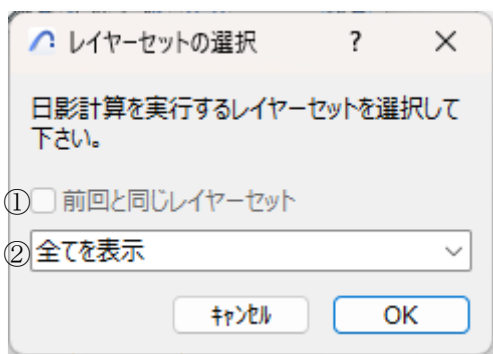 レイヤーセットの選択 ? ×
日影計算を実行するレイヤーセットを選択して
下さい。
① 前回と同じレイヤーセット
② 全てを表示
ｷｬﾝｾﾙ OK